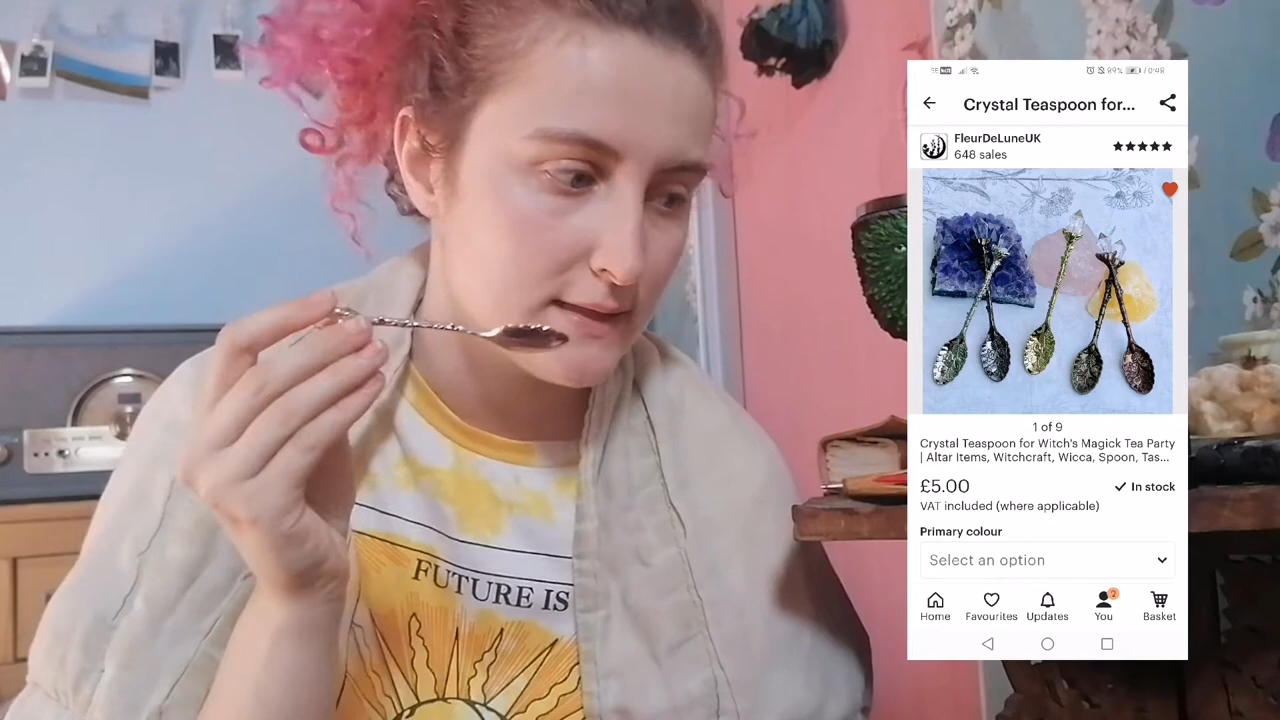 FUTURE IS
89%
Crystal Teaspoon for...
FleurDeLuneUK
648 sales
1 of 9
Crystal Teaspoon for Witch's Magick Tea Party
| Altar Items, Witchcraft, Wicca, Spoon, Tas...
£5.00
In stock
VAT included (where applicable)
Primary colour
Select an option
2
Home
Favourites
Updates
You
Basket